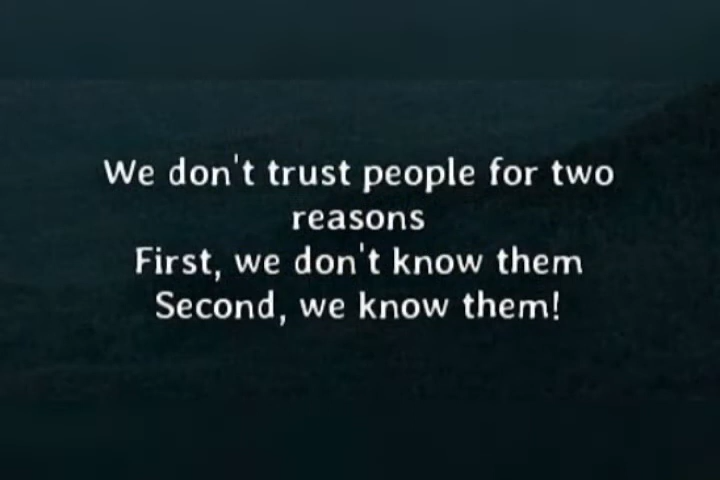 We don't trust people for two
reasons
First, we don't know them
Second, we know them!